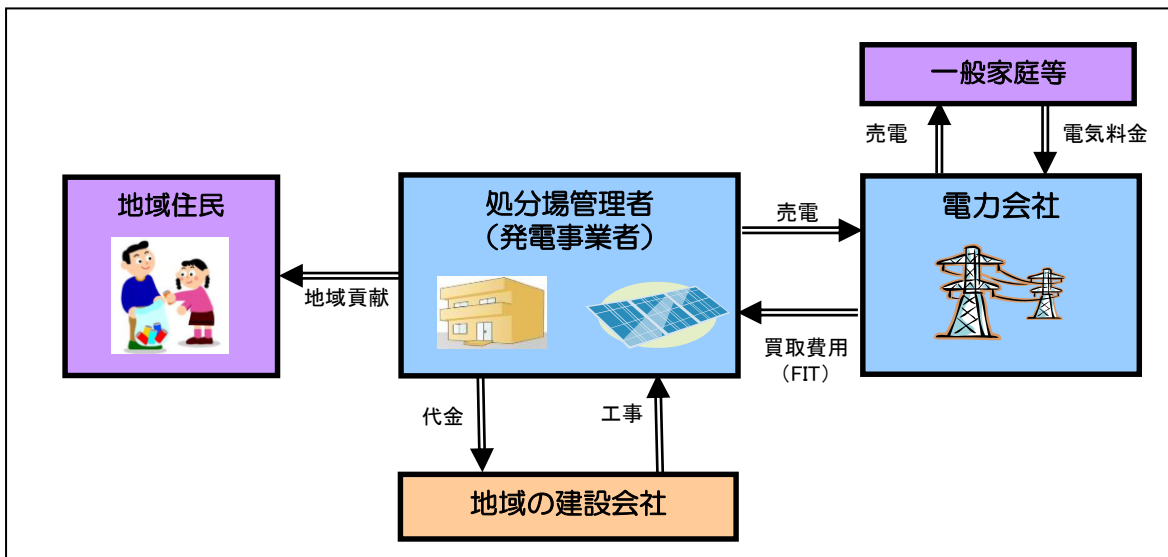 一般家庭等
売電
電気料金
地域住民
処分場管理者
（発電事業者）
売電
電力会社
地域貢献
買取費用
（FIT）
代金
工事
地域の建設会社